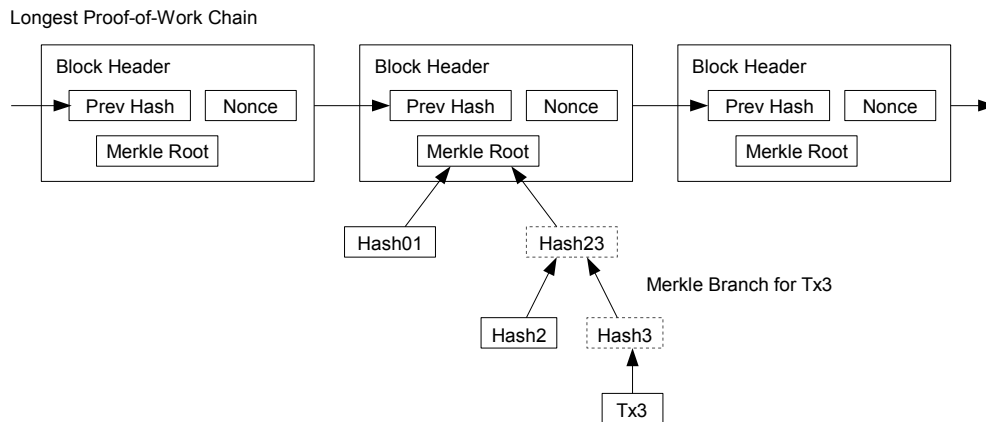 Longest Proof-of-Work Chain
Block Header
Prev Hash Nonce
Merkle Root
Block Header
Prev Hash Nonce
Merkle Root
Block Header
Prev Hash Nonce
Merkle Root
Hash01 Hash23
Merkle Branch for Tx3
Hash2 Hash3
Tx3